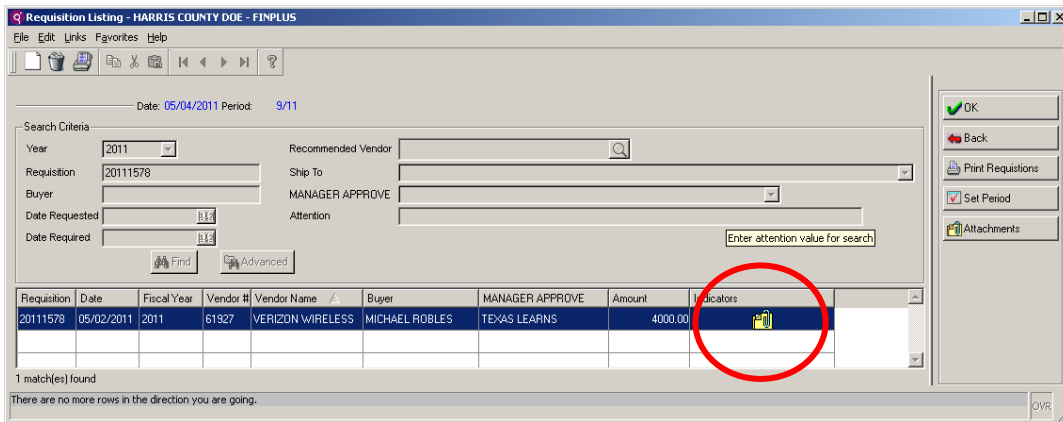 Requisition Listing - HARRIS COUNTY DOE - FINPLUS
File Edit Links Favorites Help
Date: 05/04/2011 Period: 9/11
Search Criteria
Year 2011 Recommended Vendor
Requisition 20111578 Ship To
Buyer MANAGER APPROVE
Date Requested Attention
Date Required
Enter attention value for search
Find Advanced
OK
Back
Print Requistions
Set Period
Attachments
Requisition Date Fiscal Year Vendor # Vendor Name Buyer MANAGER APPROVE Amount Indicators
20111578 05/02/2011 2011 61927 VERIZON WIRELESS MICHAEL ROBLES TEXAS LEARNS 4000.00
1 match(es) found
There are no more rows in the direction you are going.
OVR